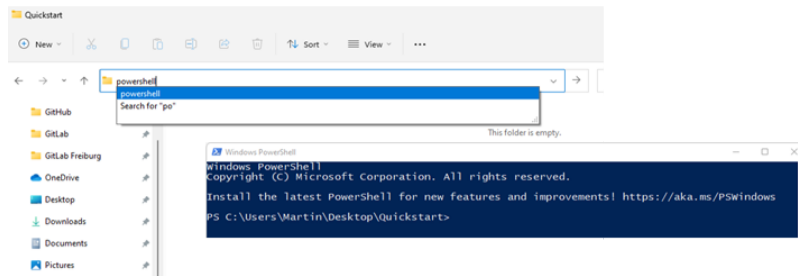 Quickstart
New
Sort
View
powershell
powershell
Search for "po"
GitHub
GitLab
GitLab Freiburg
OneDrive
Desktop
Downloads
Documents
Pictures
This folder is empty.
Windows PowerShell
Windows PowerShell
Copyright (C) Microsoft Corporation. All rights reserved.
Install the latest PowerShell for new features and improvements! https://aka.ms/PSWindows
PS C:\Users\Martin\Desktop\Quickstart>